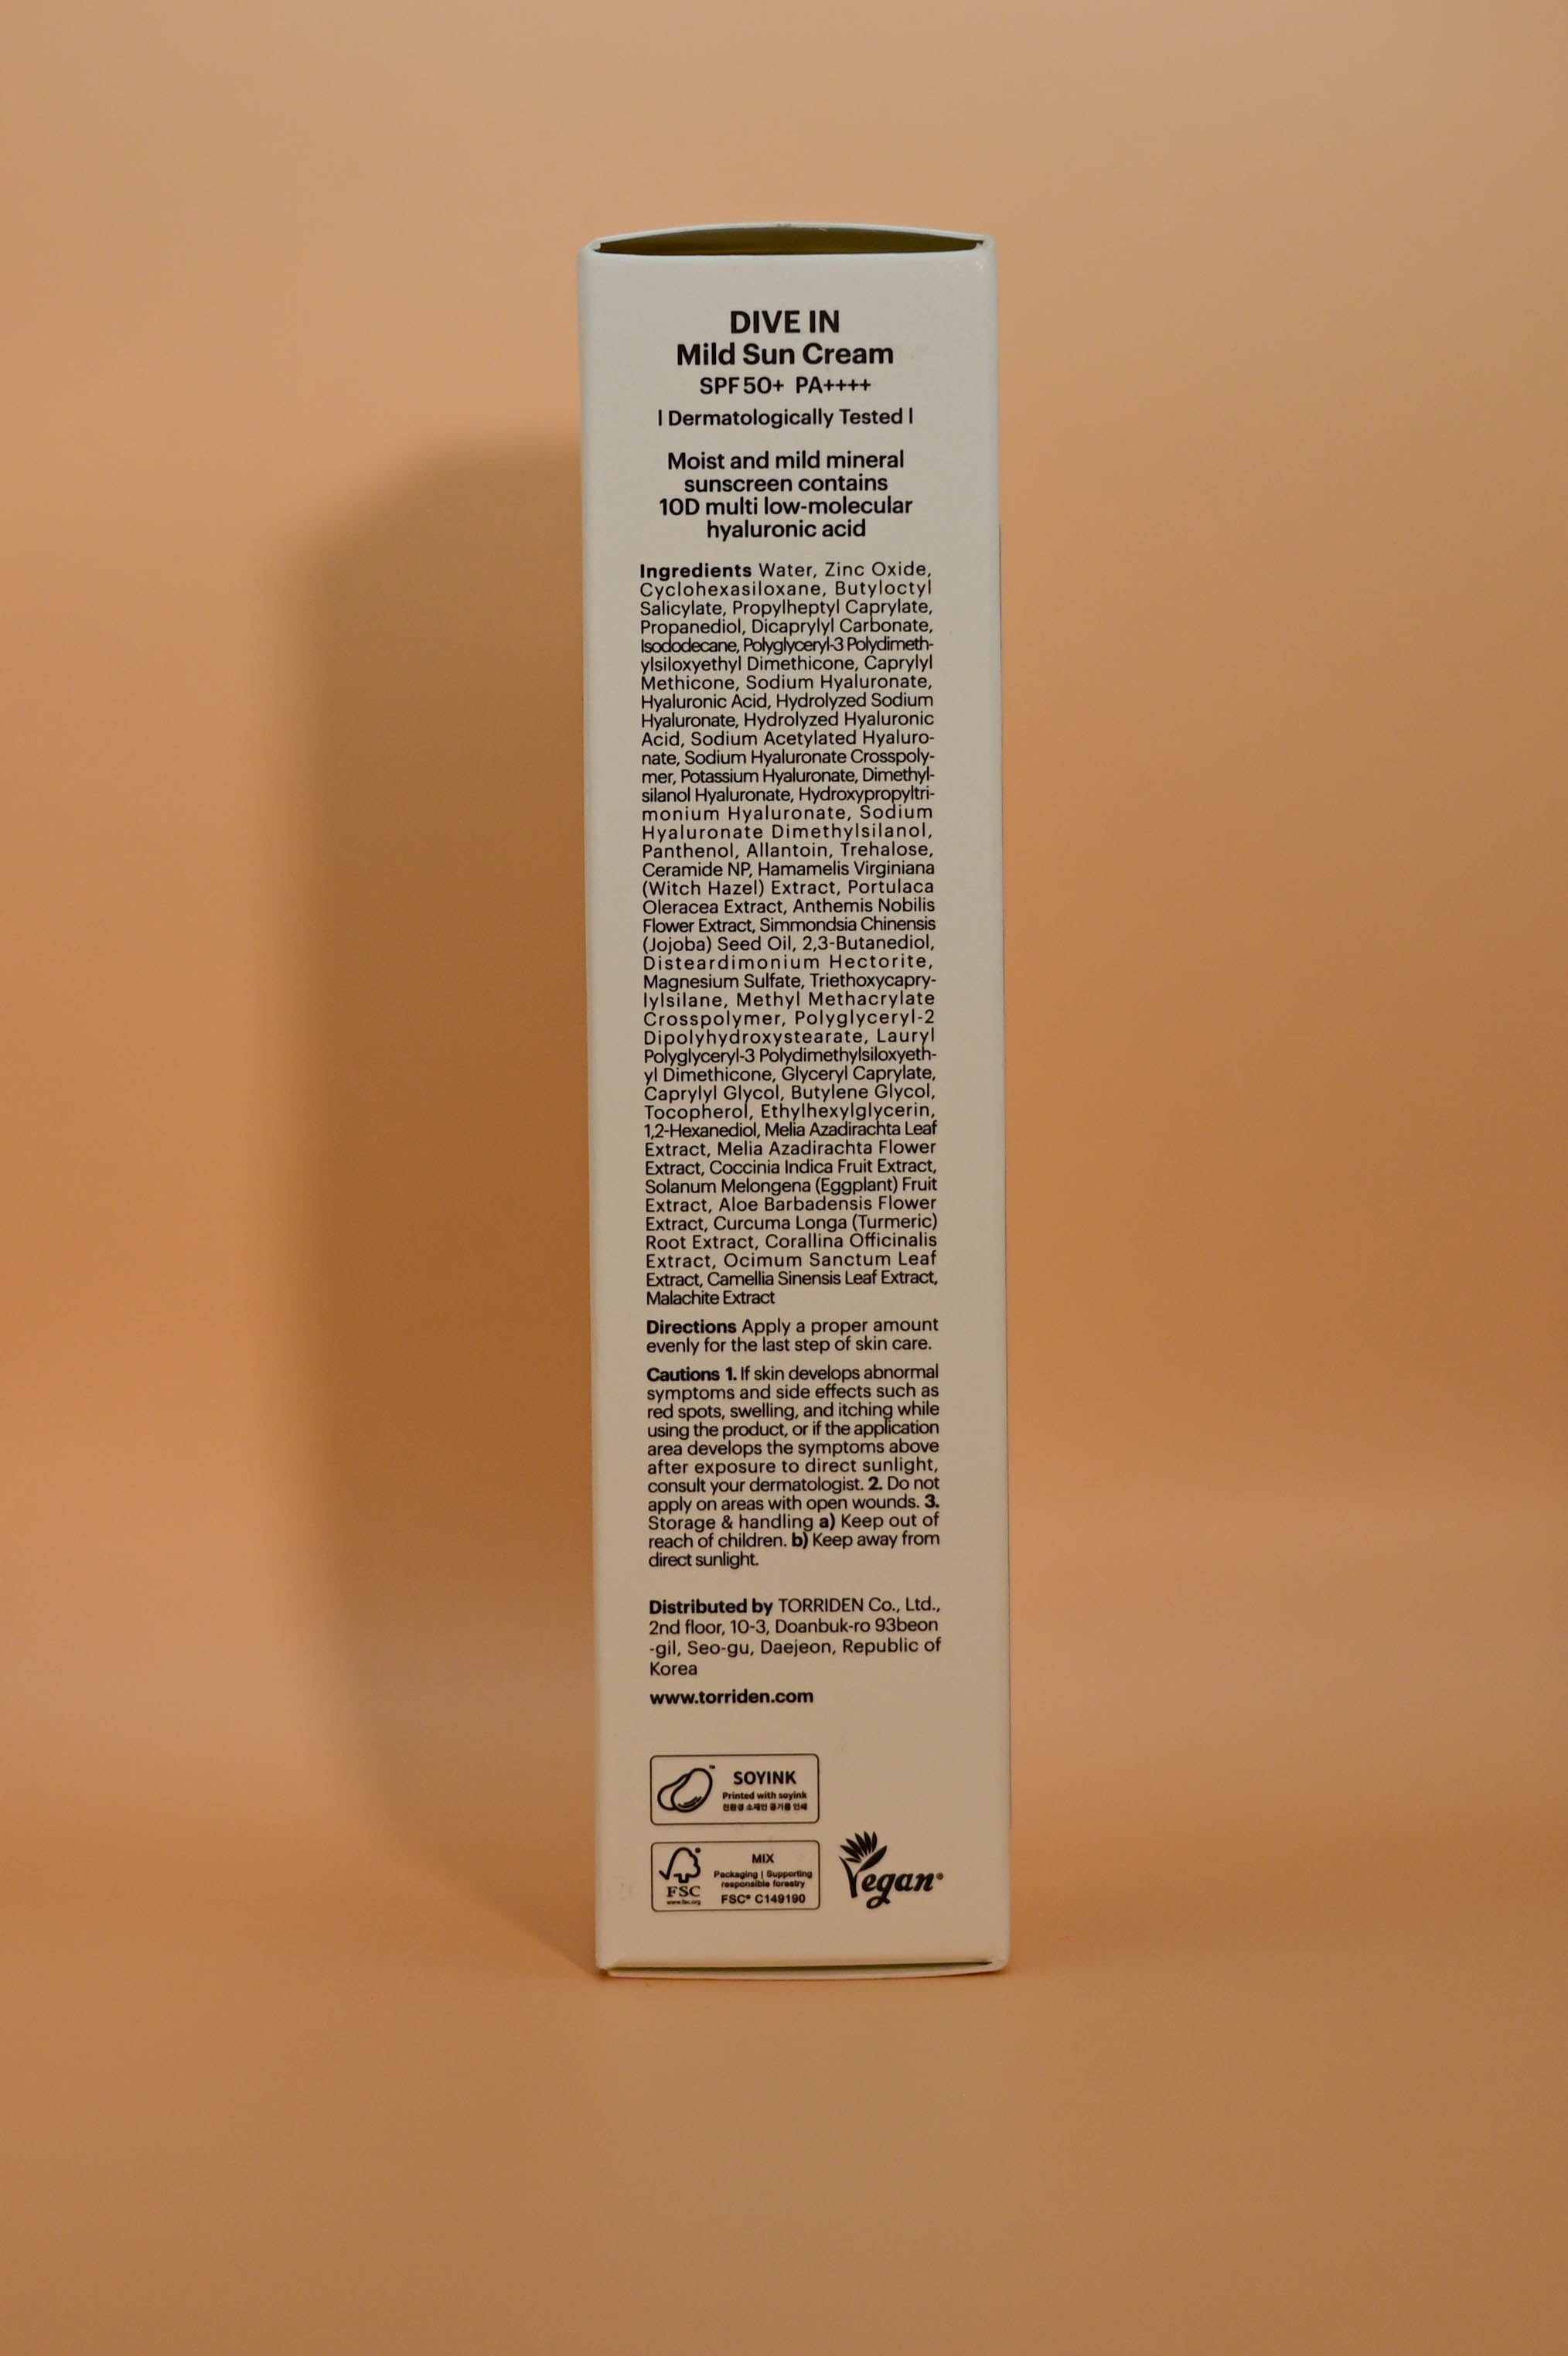 DIVE IN
Mild Sun Cream
SPF 50+ PA++++
| Dermatologically Tested |
Moist and mild mineral
sunscreen contains
10D multi low-molecular
hyaluronic acid
Ingredients Water, Zinc Oxide,
Cyclohexasiloxane, Butyloctyl
Salicylate, Propylheptyl Caprylate,
Propanediol, Dicaprylyl Carbonate,
Isododecane, Polyglyceryl-3 Polydimeth-
ylsiloxyethyl Dimethicone, Caprylyl
Methicone, Sodium Hyaluronate,
Hyaluronic Acid, Hydrolyzed Sodium
Hyaluronate, Hydrolyzed Hyaluronic
Acid, Sodium Acetylated Hyaluro-
nate, Sodium Hyaluronate Crosspoly-
mer, Potassium Hyaluronate, Dimethyl-
silanol Hyaluronate, Hydroxypropyltri-
monium Hyaluronate, Sodium
Hyaluronate Dimethylsilanol,
Panthenol, Allantoin, Trehalose,
Ceramide NP, Hamamelis Virginiana
(Witch Hazel) Extract, Portulaca
Oleracea Extract, Anthemis Nobilis
Flower Extract, Simmondsia Chinensis
(Jojoba) Seed Oil, 2,3-Butanediol,
Disteardimonium Hectorite,
Magnesium Sulfate, Triethoxycapry-
lylsilane, Methyl Methacrylate
Crosspolymer, Polyglyceryl-2
Dipolyhydroxystearate, Lauryl
Polyglyceryl-3 Polydimethylsiloxyeth-
yl Dimethicone, Glyceryl Caprylate,
Caprylyl Glycol, Butylene Glycol,
Tocopherol, Ethylhexylglycerin,
1,2-Hexanediol, Melia Azadirachta Leaf
Extract, Melia Azadirachta Flower
Extract, Coccinia Indica Fruit Extract,
Solanum Melongena (Eggplant) Fruit
Extract, Aloe Barbadensis Flower
Extract, Curcuma Longa (Turmeric)
Root Extract, Corallina Officinalis
Extract, Ocimum Sanctum Leaf
Extract, Camellia Sinensis Leaf Extract,
Malachite Extract
Directions Apply a proper amount
evenly for the last step of skin care.
Cautions 1. If skin develops abnormal
symptoms and side effects such as
red spots, swelling, and itching while
using the product, or if the application
area develops the symptoms above
after exposure to direct sunlight,
consult your dermatologist. 2. Do not
apply on areas with open wounds. 3.
Storage & handling a) Keep out of
reach of children. b) Keep away from
direct sunlight.
Distributed by TORRIDEN Co., Ltd.,
2nd floor, 10-3, Doanbuk-ro 93beon
-gil, Seo-gu, Daejeon, Republic of
Korea
www.torriden.com
SOYINK
Printed with soyink
친환경 소재인 콩기름 인쇄
FSC
www.fsc.org
MIX
Packaging | Supporting
responsible forestry
FSC® C149190
Vegan®